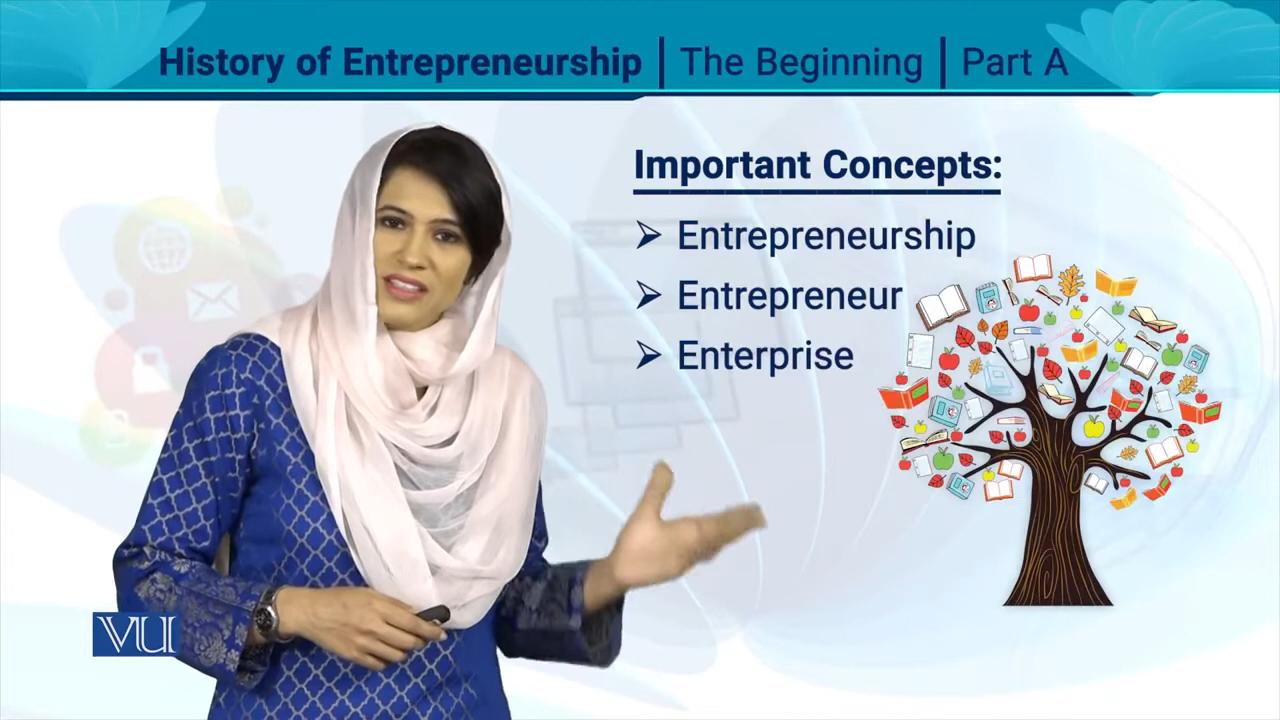 History of Entrepreneurship | The Beginning | Part A
Important Concepts:
➢ Entrepreneurship
➢ Entrepreneur
➢ Enterprise
VU